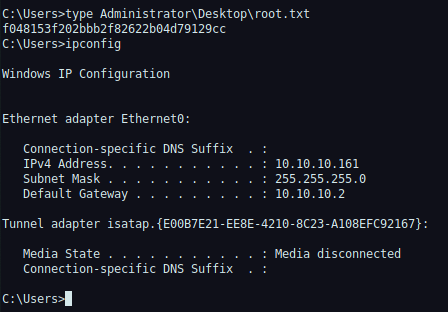 C:\Users>type Administrator\Desktop\root.txt
f048153f202bbb2f82622b04d79129cc
C:\Users>ipconfig
Windows IP Configuration
Ethernet adapter Ethernet0:
   Connection-specific DNS Suffix  . :
   IPv4 Address. . . . . . . . . . . : 10.10.10.161
   Subnet Mask . . . . . . . . . . . : 255.255.255.0
   Default Gateway . . . . . . . . . : 10.10.10.2
Tunnel adapter isatap.{E00B7E21-EE8E-4210-8C23-A108EFC92167}:
   Media State . . . . . . . . . . . : Media disconnected
   Connection-specific DNS Suffix  . :
C:\Users>